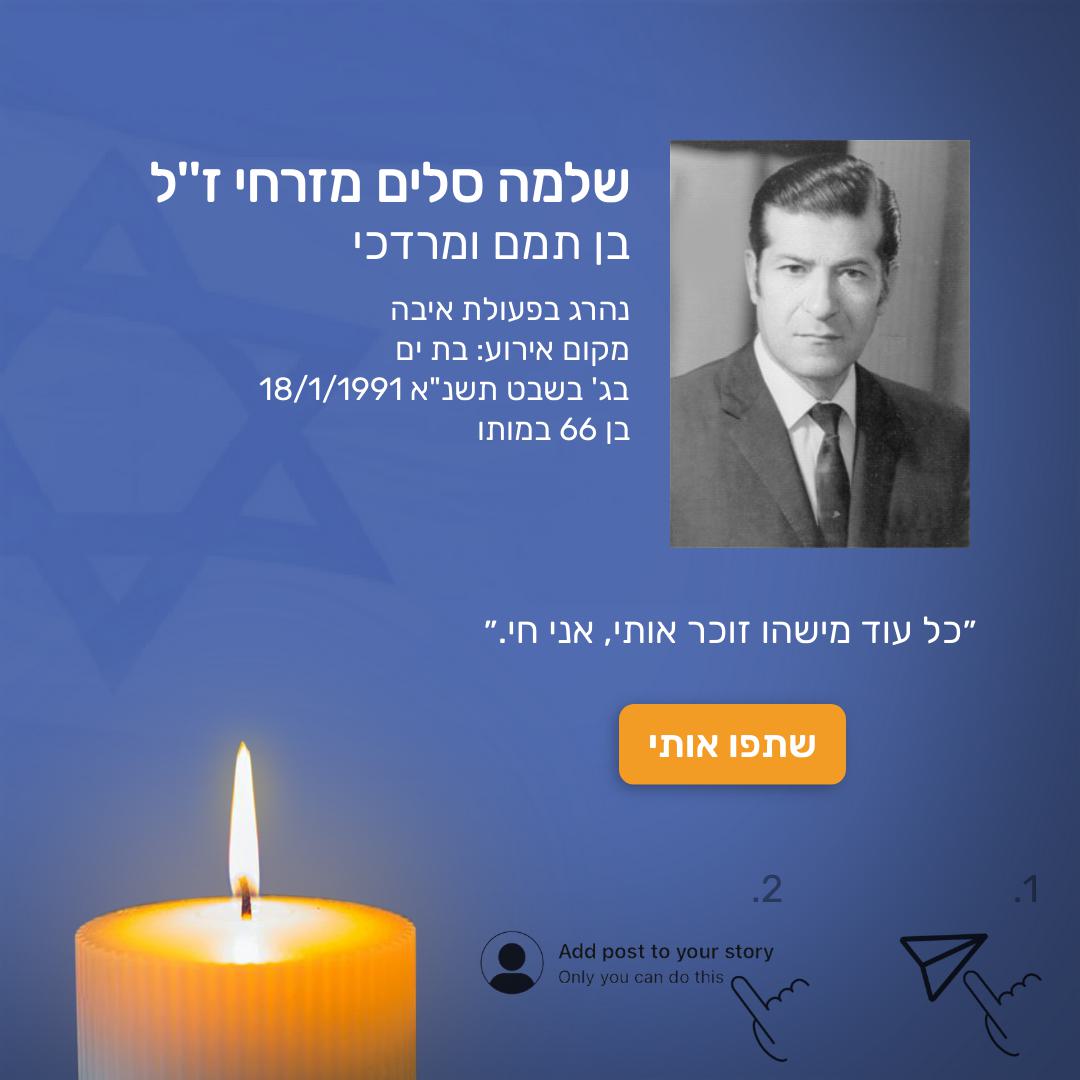 שלמה סלים מזרחי ז"ל
בן תמם ומרדכי
נהרג בפעולת איבה
מקום אירוע: בת ים
בג' בשבט תשנ"א 18/1/1991
בן 66 במותו
״כל עוד מישהו זוכר אותי, אני חי.״
שתפו אותי
1.
2.
Add post to your story
Only you can do this